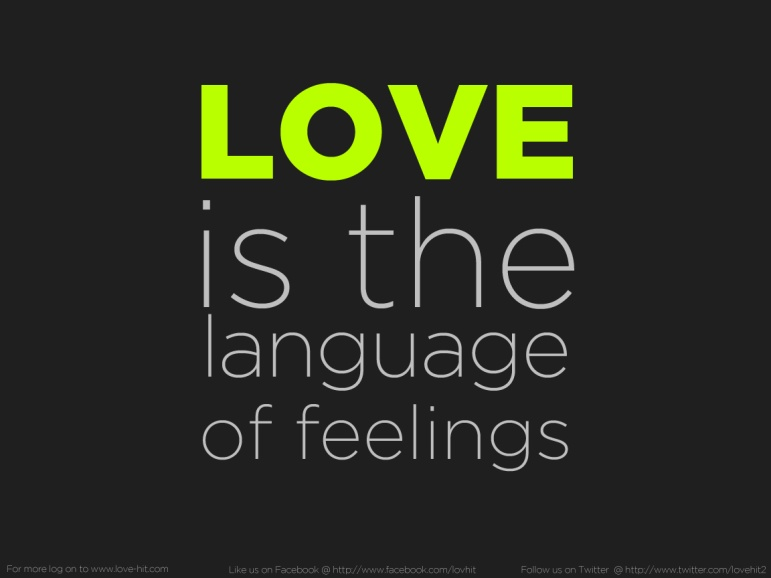 LOVE
is the
language
of feelings
For more log on to www.love-hit.com Like us on Facebook @ http://www.facebook.com/lovhit Follow us on Twitter @ http://www.twitter.com/lovehit2